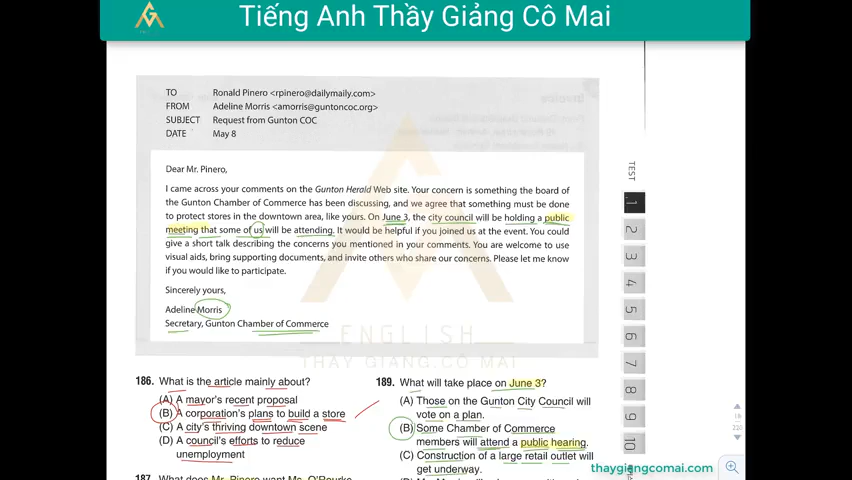 Tiếng Anh Thầy Giảng Cô Mai
TO Ronald Pinero <rpinero@dailymaily.com>
FROM Adeline Morris <amorris@guntoncoc.org>
SUBJECT Request from Gunton COC
DATE May 8
Dear Mr. Pinero,
I came across your comments on the Gunton Herald Web site. Your concern is something the board of
the Gunton Chamber of Commerce has been discussing, and we agree that something must be done
to protect stores in the downtown area, like yours. On June 3, the city council will be holding a public
meeting that some of us will be attending. It would be helpful if you joined us at the event. You could
give a short talk describing the concerns you mentioned in your comments. You are welcome to use
visual aids, bring supporting documents, and invite others who share our concerns. Please let me know
if you would like to participate.
Sincerely yours,
Adeline Morris
Secretary, Gunton Chamber of Commerce
ENGLISH
THẦY GIẢNG CÔ MAI
186. What is the article mainly about?
(A) A mayor's recent proposal
(B) A corporation's plans to build a store
(C) A city's thriving downtown scene
(D) A council's efforts to reduce
unemployment
187. What does Mr. Pinero want Ms. O'Rourke
189. What will take place on June 3?
(A) Those on the Gunton City Council will
vote on a plan.
(B) Some Chamber of Commerce
members will attend a public hearing.
(C) Construction of a large retail outlet will
get underway.
TEST
1
2
3
4
5
6
7
8
9
10
thaygiangcomai.com